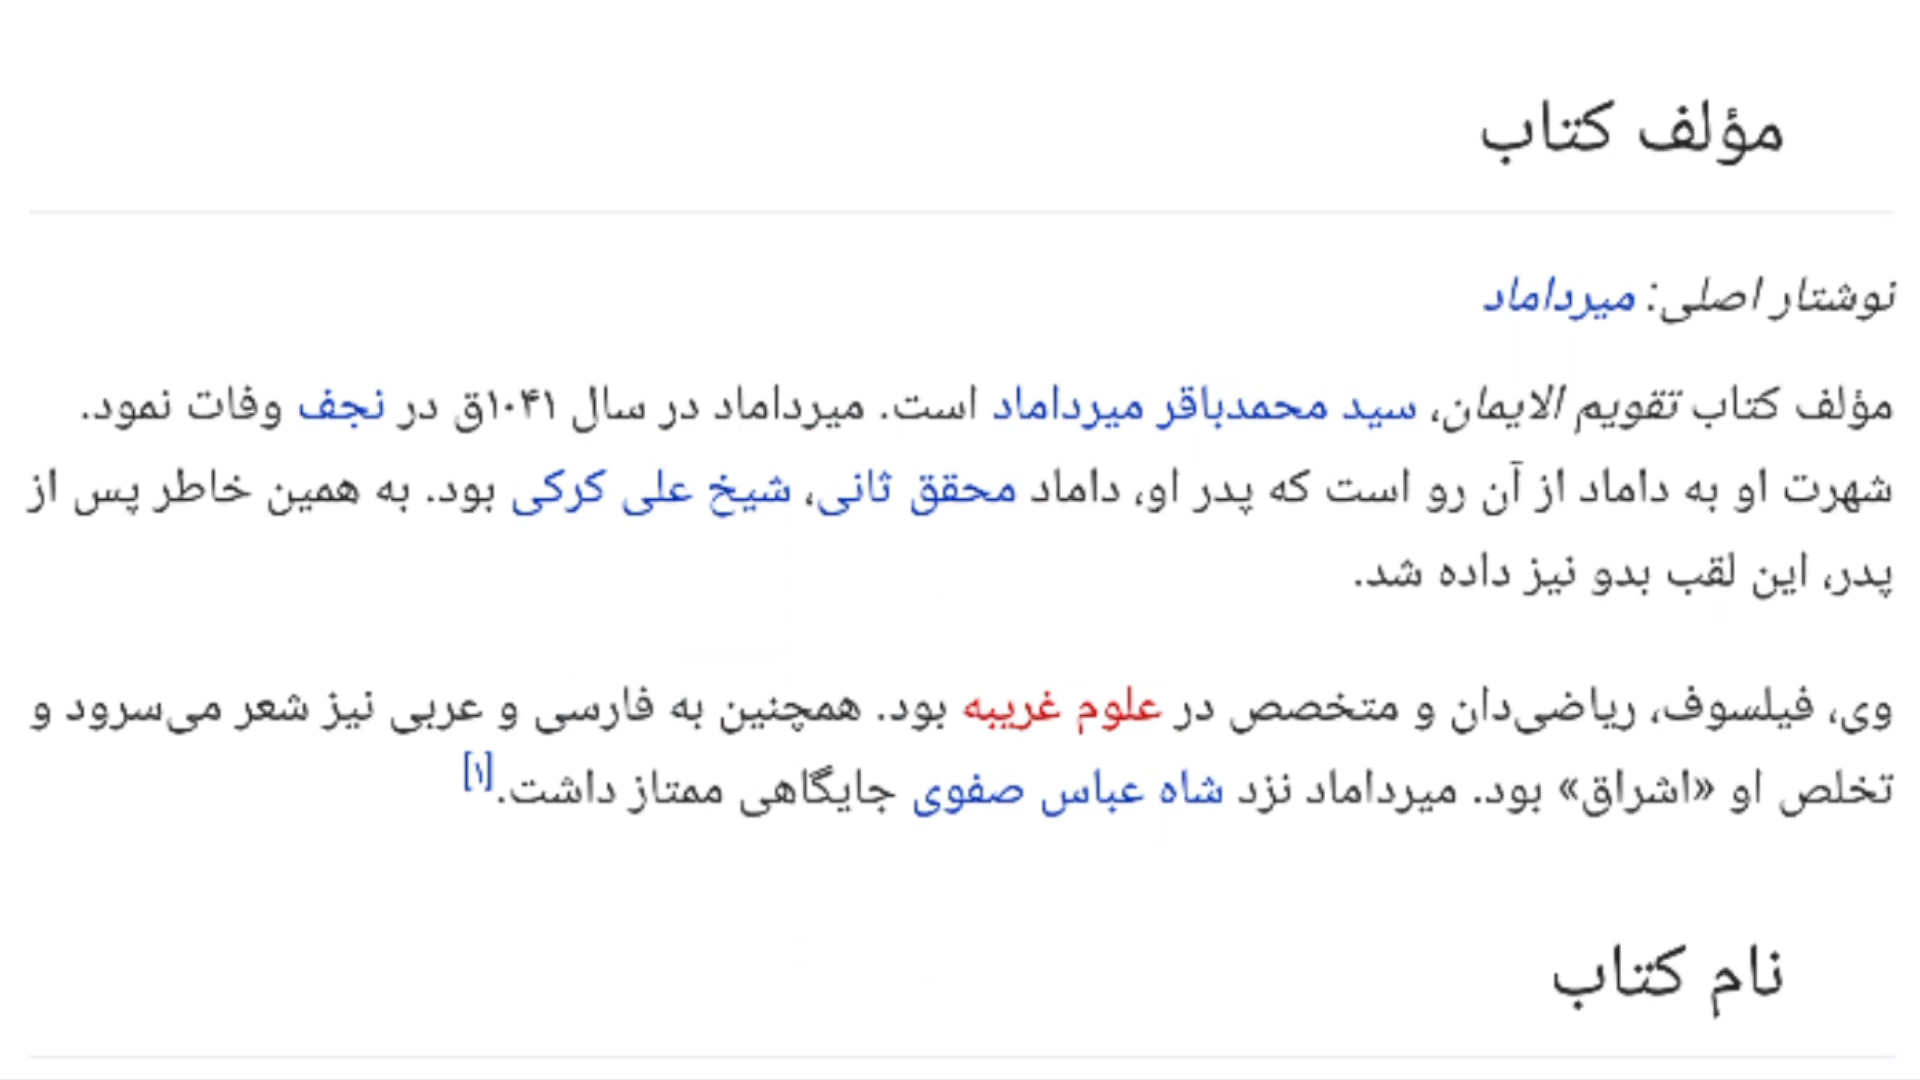 مؤلف کتاب
نوشتار اصلی: میرداماد
مؤلف کتاب تقویم الایمان، سید محمدباقر میرداماد است. میرداماد در سال ۱۰۴۱ق در نجف وفات نمود.
شهرت او به داماد از آن رو است که پدر او، داماد محقق ثانی، شیخ علی کرکی بود. به همین خاطر پس از
پدر، این لقب بدو نیز داده شد.
وی، فیلسوف، ریاضی‌دان و متخصص در علوم غریبه بود. همچنین به فارسی و عربی نیز شعر می‌سرود و
تخلص او «اشراق» بود. میرداماد نزد شاه عباس صفوی جایگاهی ممتاز داشت.[۱]
نام کتاب